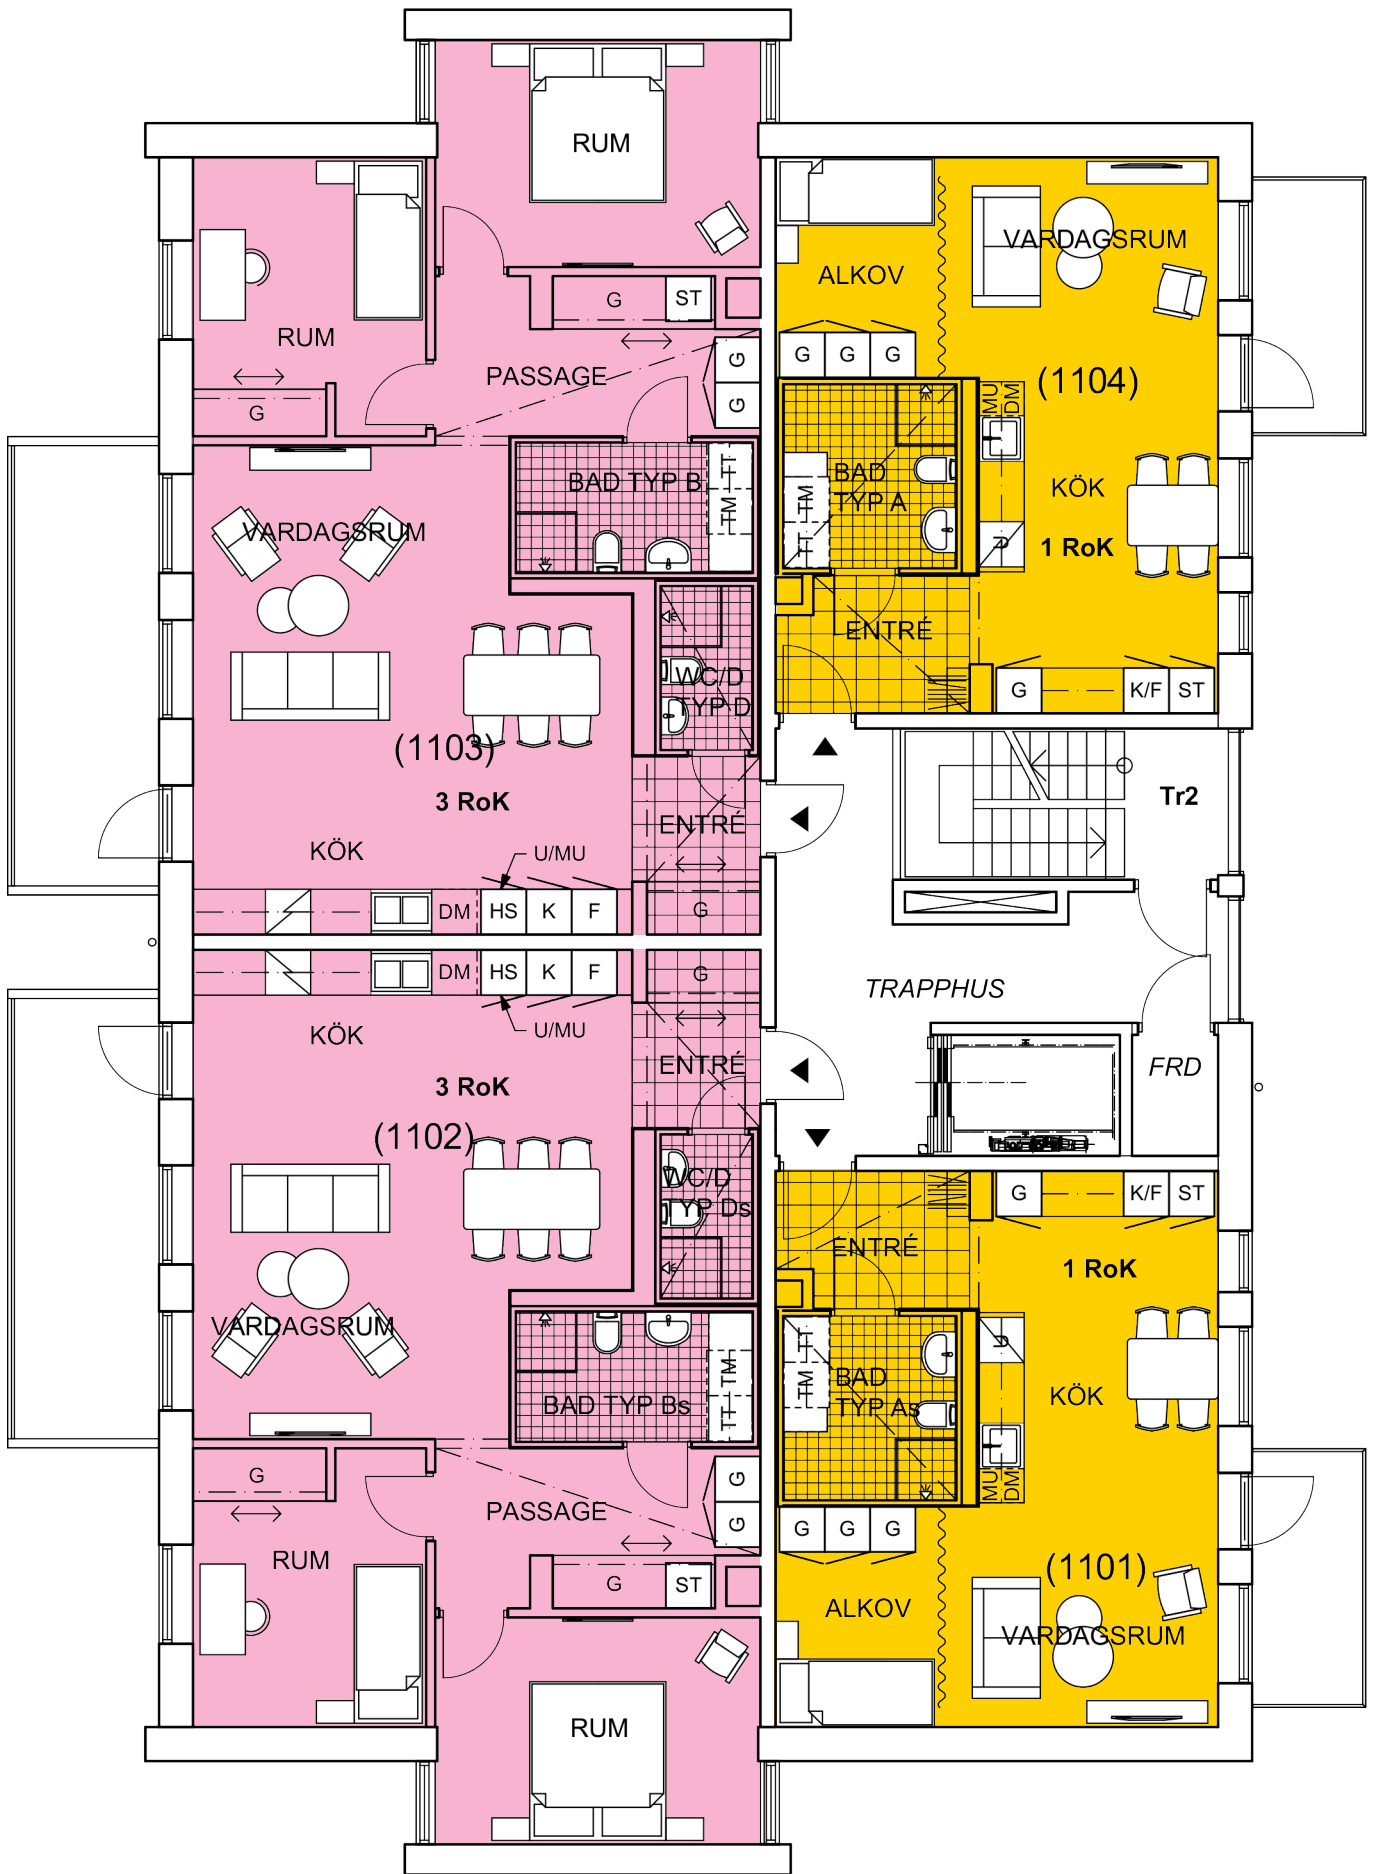 RUM
RUM
G
ST
PASSAGE
G
G
G
VARDAGSRUM
BAD TYP B
TM
TT
WC/D
TYP D
(1103)
3 RoK
ENTRÉ
KÖK
U/MU
DM
HS
K
F
G
ALKOV
VARDAGSRUM
G
G
G
(1104)
MU
DM
BAD
TYP A
TT
TM
KÖK
1 RoK
U
ENTRÉ
G
K/F
ST
Tr2
TRAPPHUS
FRD
DM
HS
K
F
G
KÖK
U/MU
3 RoK
ENTRÉ
(1102)
WC/D
TYP Ds
VARDAGSRUM
BAD TYP Bs
TT
TM
G
PASSAGE
G
G
RUM
G
ST
RUM
G
K/F
ST
ENTRÉ
1 RoK
TM
TT
BAD
TYP As
U
KÖK
MU
DM
G
G
G
(1101)
ALKOV
VARDAGSRUM